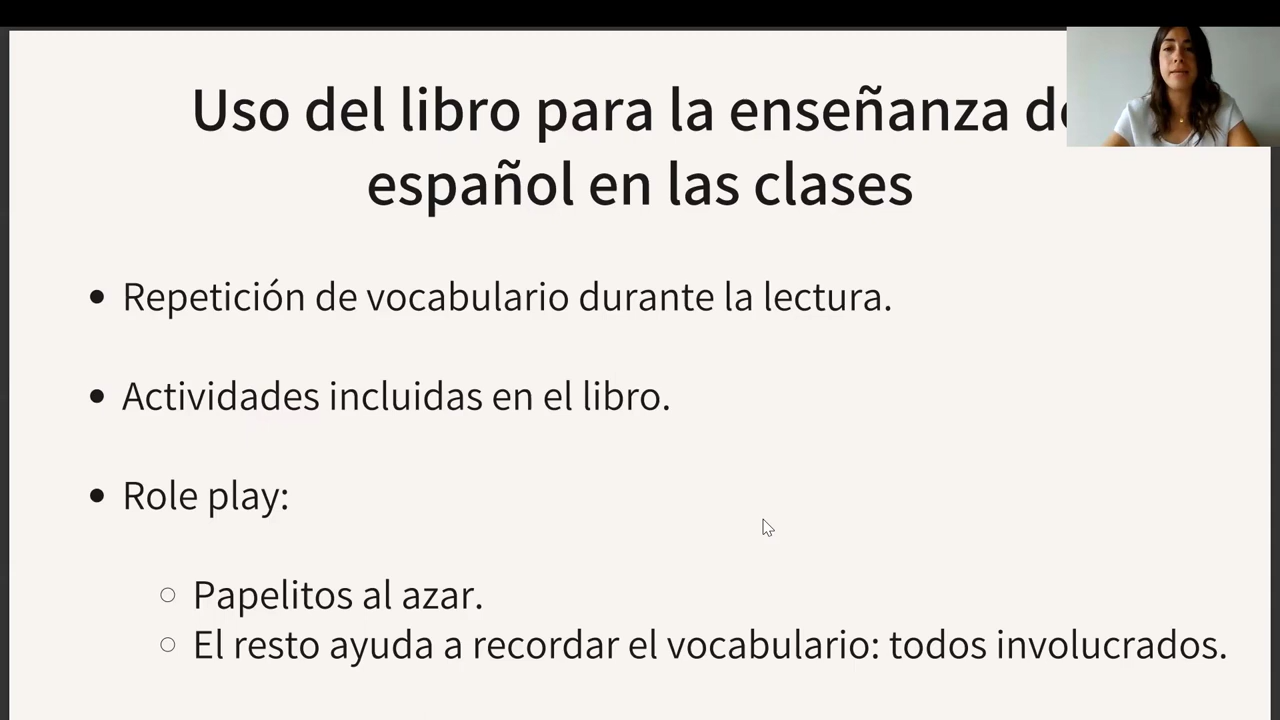 Uso del libro para la enseñanza de
español en las clases
• Repetición de vocabulario durante la lectura.
• Actividades incluidas en el libro.
• Role play:
○ Papelitos al azar.
○ El resto ayuda a recordar el vocabulario: todos involucrados.